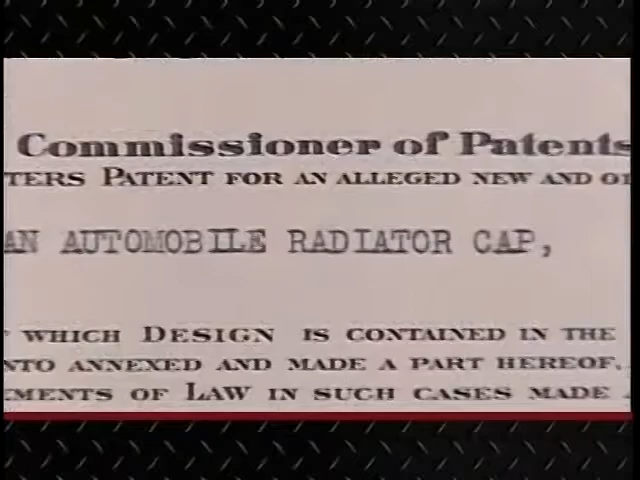 Commissioner of Patents
TERS PATENT FOR AN ALLEGED NEW AND
AN AUTOMOBILE RADIATOR CAP,
WHICH DESIGN IS CONTAINED IN THE
NTO ANNEXED AND MADE A PART HEREOF,
EMENTS OF LAW IN SUCH CASES MADE